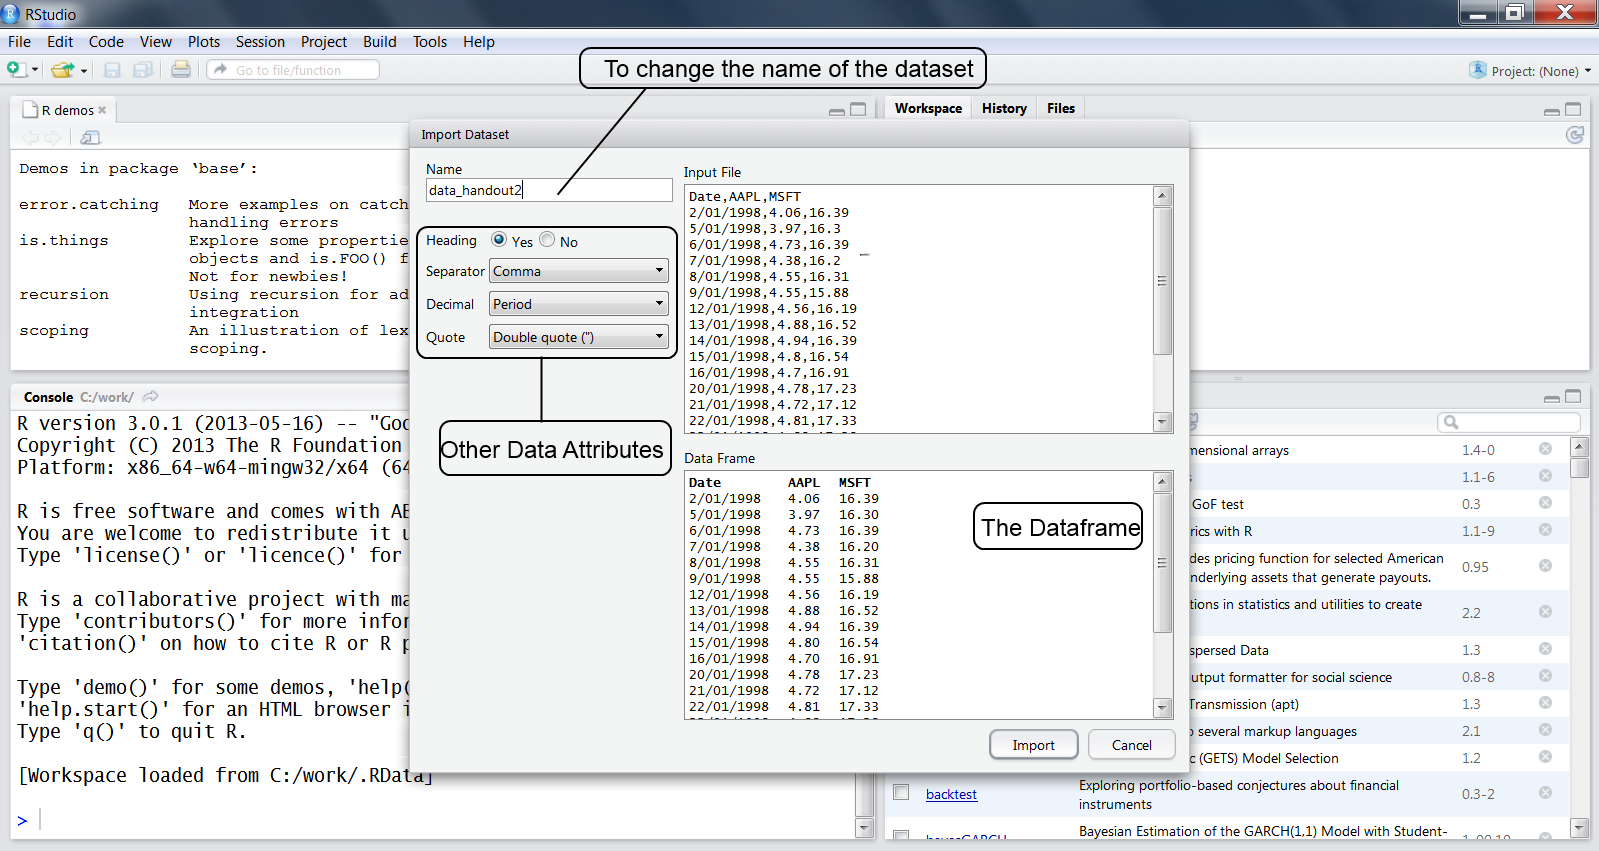 RStudio
File Edit Code View Plots Session Project Build Tools Help
Go to file/function
Project: (None)
To change the name of the dataset
R demos
Demos in package ‘base’:
error.catching More examples on catch
handling errors
is.things Explore some propertie
objects and is.FOO() f
Not for newbies!
recursion Using recursion for ad
integration
scoping An illustration of lex
scoping.
Workspace History Files
Import Dataset
Name
data_handout2
Heading Yes No
Separator Comma
Decimal Period
Quote Double quote (")
Other Data Attributes
Input File
Date,AAPL,MSFT
2/01/1998,4.06,16.39
5/01/1998,3.97,16.3
6/01/1998,4.73,16.39
7/01/1998,4.38,16.2
8/01/1998,4.55,16.31
9/01/1998,4.55,15.88
12/01/1998,4.56,16.19
13/01/1998,4.88,16.52
14/01/1998,4.94,16.39
15/01/1998,4.8,16.54
16/01/1998,4.7,16.91
20/01/1998,4.78,17.23
21/01/1998,4.72,17.12
22/01/1998,4.81,17.33
Data Frame
Date AAPL MSFT
2/01/1998 4.06 16.39
5/01/1998 3.97 16.30
6/01/1998 4.73 16.39
7/01/1998 4.38 16.20
8/01/1998 4.55 16.31
9/01/1998 4.55 15.88
12/01/1998 4.56 16.19
13/01/1998 4.88 16.52
14/01/1998 4.94 16.39
15/01/1998 4.80 16.54
16/01/1998 4.70 16.91
20/01/1998 4.78 17.23
21/01/1998 4.72 17.12
22/01/1998 4.81 17.33
The Dataframe
Import Cancel
Console C:/work/
R version 3.0.1 (2013-05-16) -- "Goo
Copyright (C) 2013 The R Foundation
Platform: x86_64-w64-mingw32/x64 (64
R is free software and comes with AB
You are welcome to redistribute it u
Type 'license()' or 'licence()' for
R is a collaborative project with ma
Type 'contributors()' for more infor
'citation()' on how to cite R or R p
Type 'demo()' for some demos, 'help(
'help.start()' for an HTML browser i
Type 'q()' to quit R.
[Workspace loaded from C:/work/.RData]
>
mensional arrays 1.4-0
s 1.1-6
GoF test 0.3
rics with R 1.1-9
des pricing function for selected American
nderlying assets that generate payouts. 0.95
tions in statistics and utilities to create 2.2
spersed Data 1.3
utput formatter for social science 0.8-8
Transmission (apt) 1.3
o several markup languages 2.1
c (GETS) Model Selection 1.2
backtest Exploring portfolio-based conjectures about financial
instruments 0.3-2
bayesGARCH Bayesian Estimation of the GARCH(1,1) Model with Student-